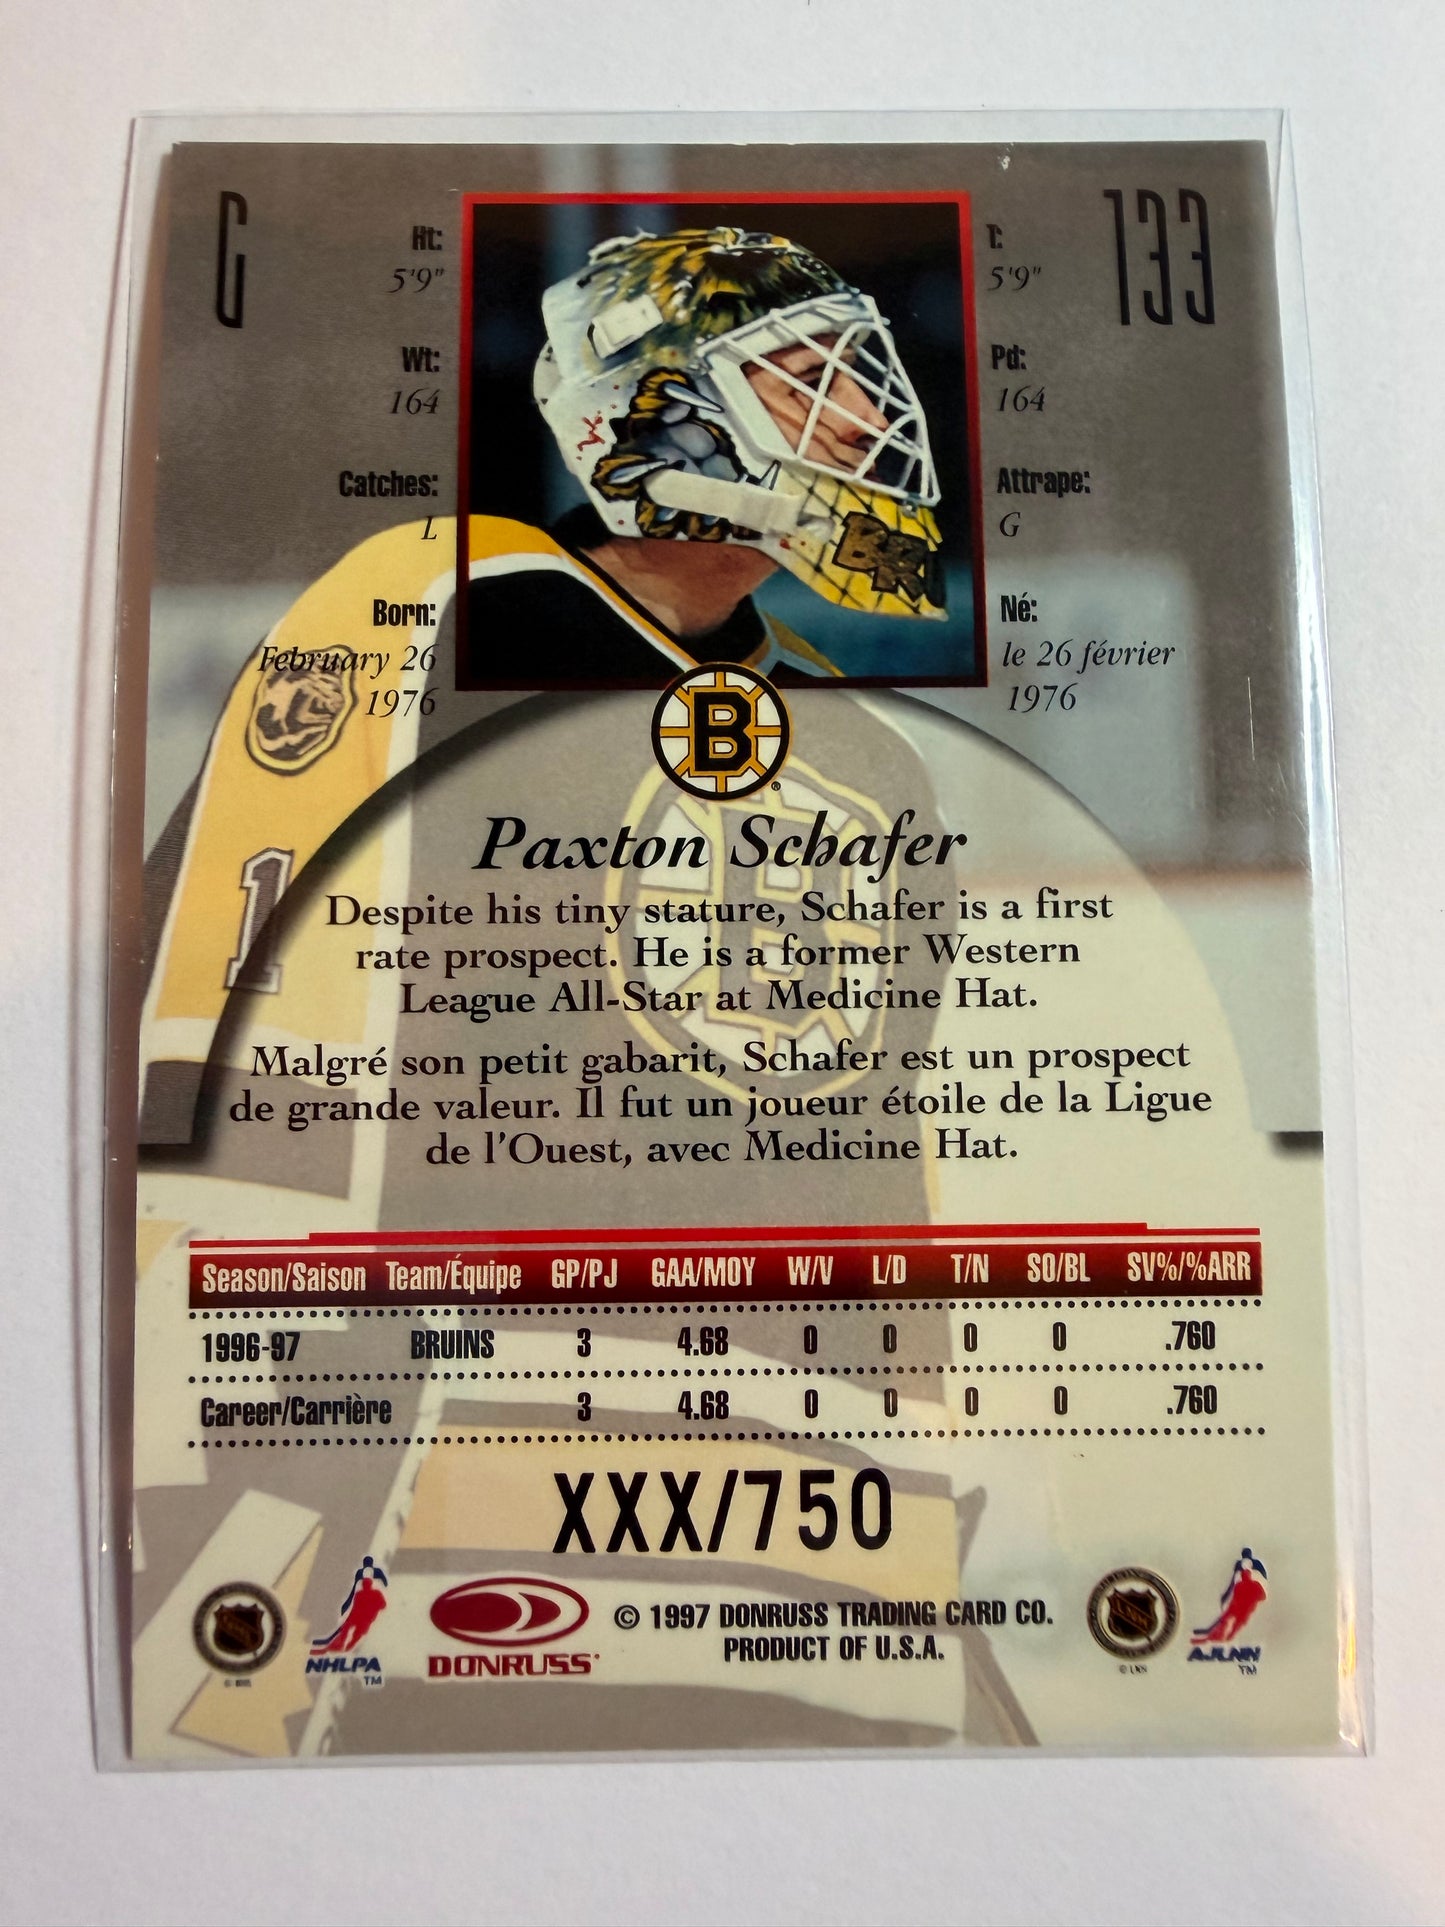 G
133
Ht:
5'9"
Wt:
164
Catches:
L
Born:
February 26
1976
T:
5'9"
Pd:
164
Attrape:
G
Né:
le 26 février
1976
B
®
1
Paxton Schafer
Despite his tiny stature, Schafer is a first
rate prospect. He is a former Western
League All-Star at Medicine Hat.
Malgré son petit gabarit, Schafer est un prospect
de grande valeur. Il fut un joueur étoile de la Ligue
de l'Ouest, avec Medicine Hat.
Season/Saison Team/Équipe GP/PJ GAA/MOY W/V L/D T/N SO/BL SV%/%ARR
1996-97 BRUINS 3 4.68 0 0 0 0 .760
Career/Carrière 3 4.68 0 0 0 0 .760
XXX/750
NHLPA
TM
DONRUSS
© 1997 DONRUSS TRADING CARD CO.
PRODUCT OF U.S.A.
AJLNH
TM